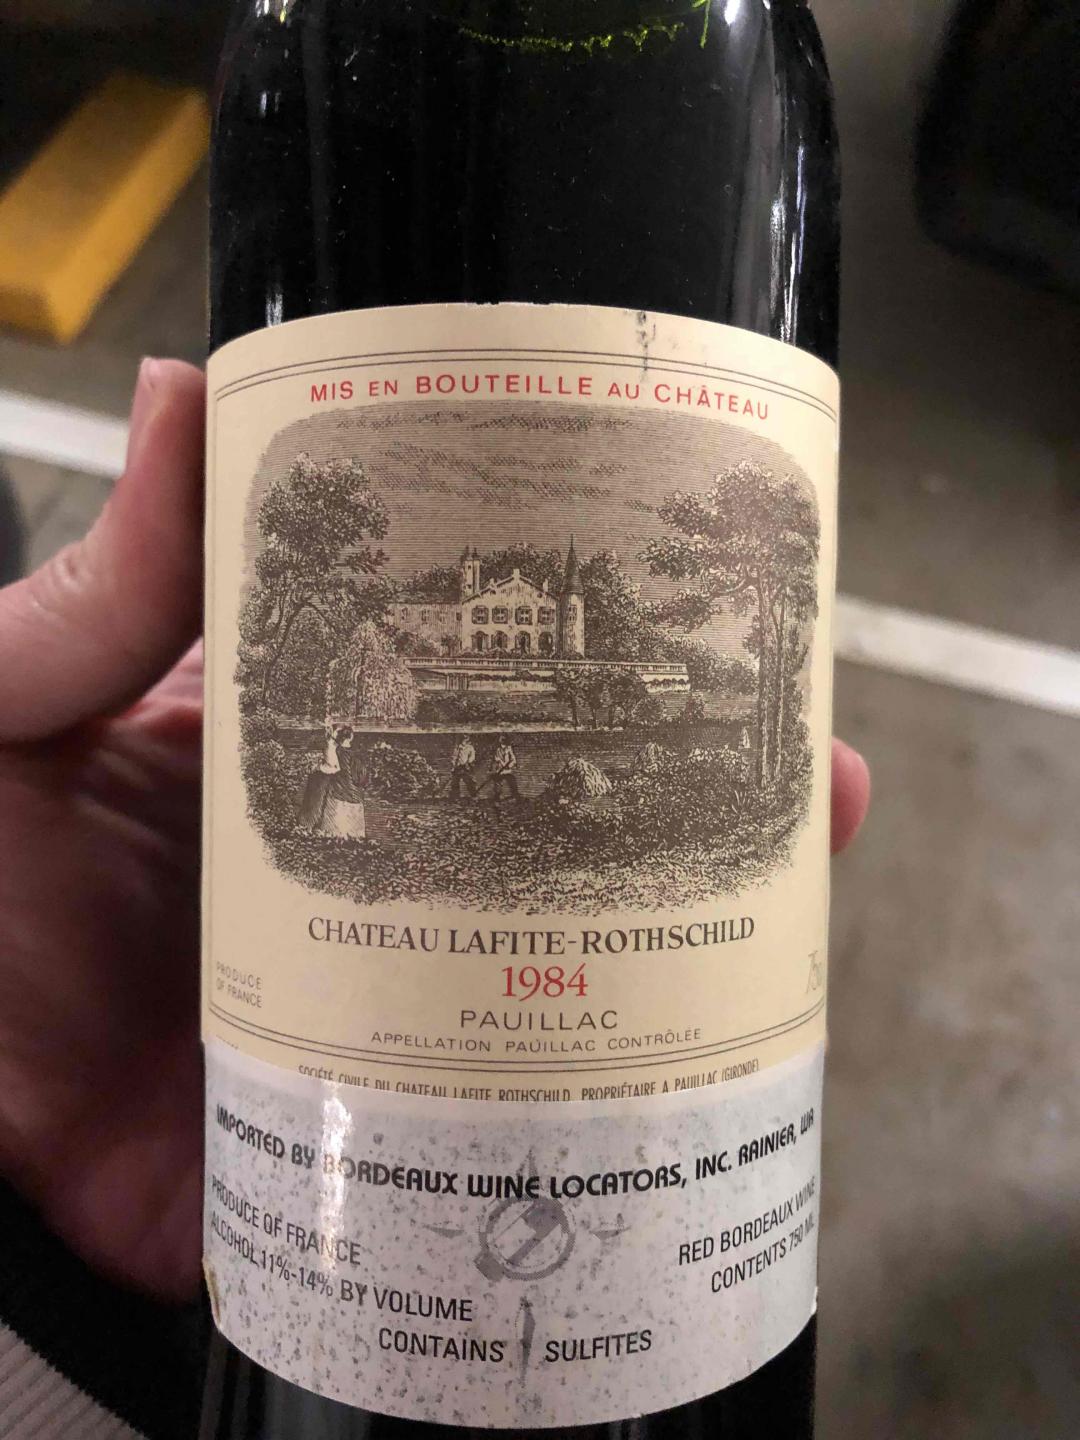 MIS EN BOUTEILLE AU CHÂTEAU
CHATEAU LAFITE-ROTHSCHILD
1984
PRODUCE
OF FRANCE
PAUILLAC
APPELLATION PAUILLAC CONTRÔLÉE
SOCIÉTÉ CIVILE DU CHATEAU LAFITE ROTHSCHILD, PROPRIÉTAIRE A PAUILLAC (GIRONDE)
IMPORTED BY BORDEAUX WINE LOCATORS, INC. RAINIER, WA
PRODUCE OF FRANCE
ALCOHOL 11%-14% BY VOLUME
RED BORDEAUX WINE
CONTENTS 750 ML
CONTAINS SULFITES